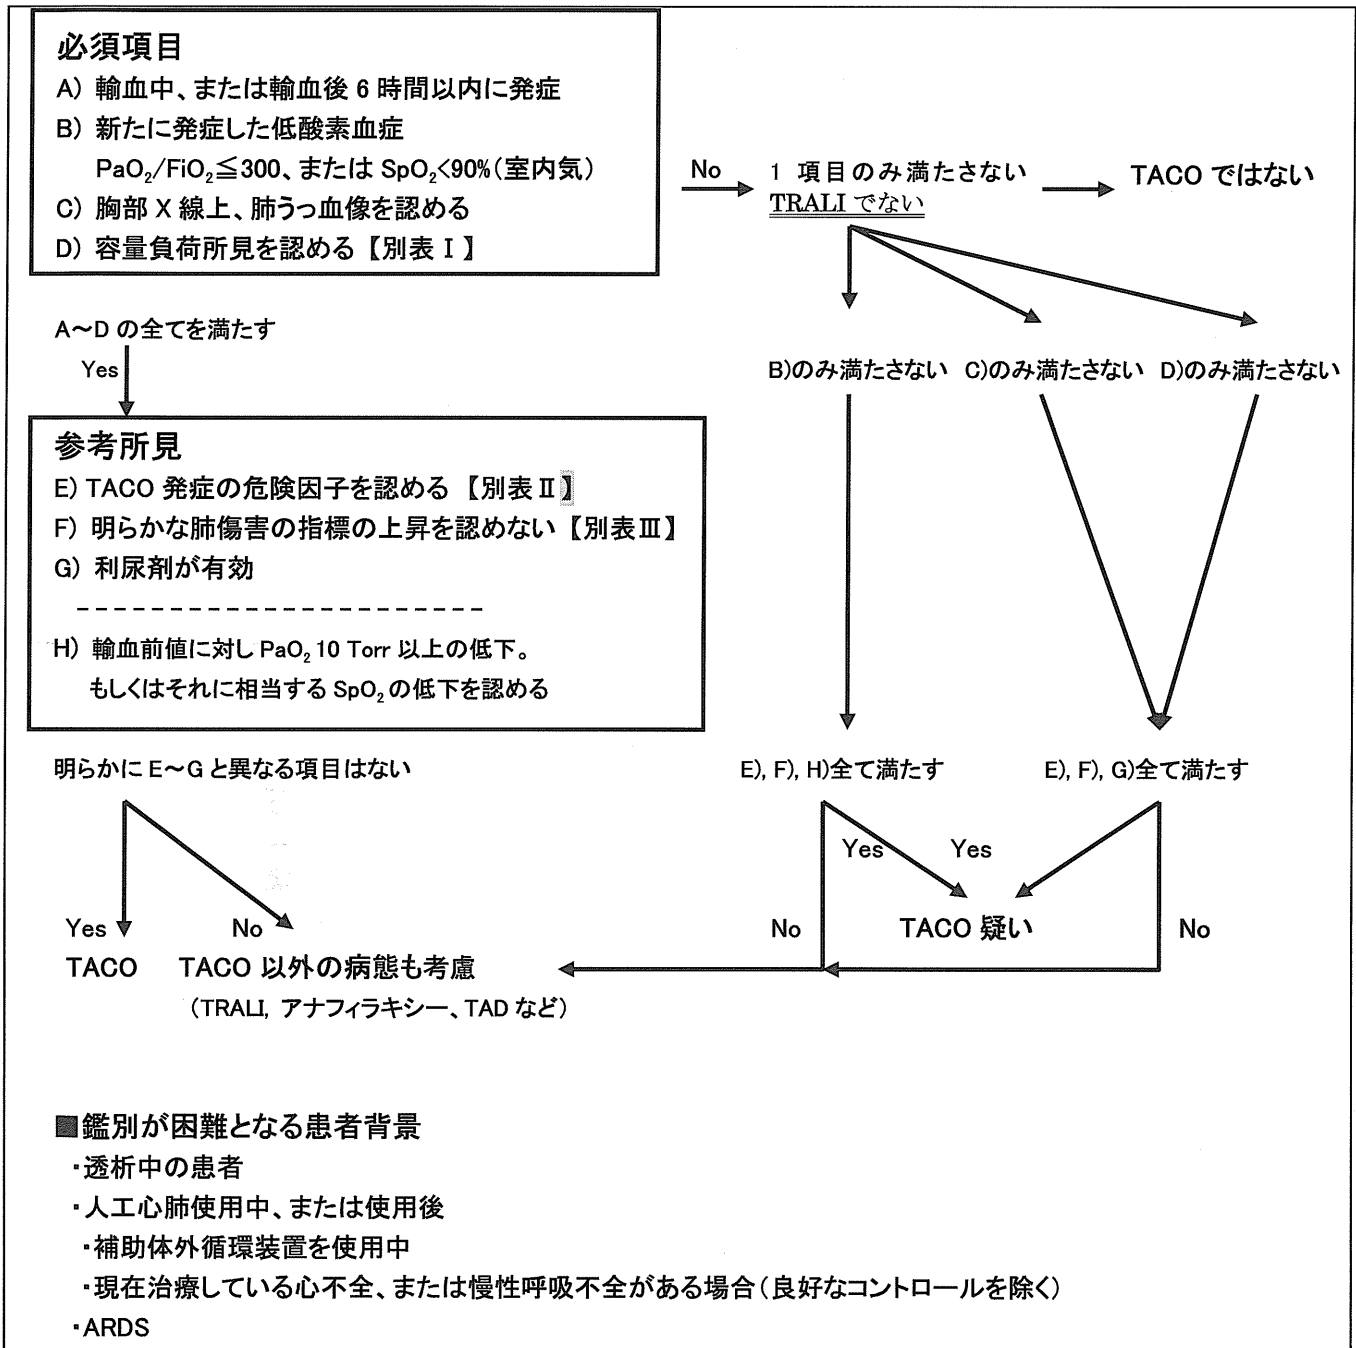 必須項目
A) 輸血中、または輸血後 6 時間以内に発症
B) 新たに発症した低酸素血症
PaO₂/FiO₂≦300、または SpO₂<90%(室内気)
C) 胸部 X 線上、肺うっ血像を認める
D) 容量負荷所見を認める【別表Ⅰ】
No
1 項目のみ満たさない
TRALI でない
TACO ではない
A～D の全てを満たす
Yes
B)のみ満たさない C)のみ満たさない D)のみ満たさない
参考所見
E) TACO 発症の危険因子を認める【別表Ⅱ】
F) 明らかな肺傷害の指標の上昇を認めない【別表Ⅲ】
G) 利尿剤が有効
-----------------------
H) 輸血前値に対し PaO₂ 10 Torr 以上の低下。
もしくはそれに相当する SpO₂の低下を認める
明らかに E～G と異なる項目はない
E), F), H)全て満たす
E), F), G)全て満たす
Yes Yes
Yes No
No TACO 疑い No
TACO TACO 以外の病態も考慮
(TRALI, アナフィラキシー、TAD など)
■鑑別が困難となる患者背景
・透析中の患者
・人工心肺使用中、または使用後
・補助体外循環装置を使用中
・現在治療している心不全、または慢性呼吸不全がある場合(良好なコントロールを除く)
・ARDS